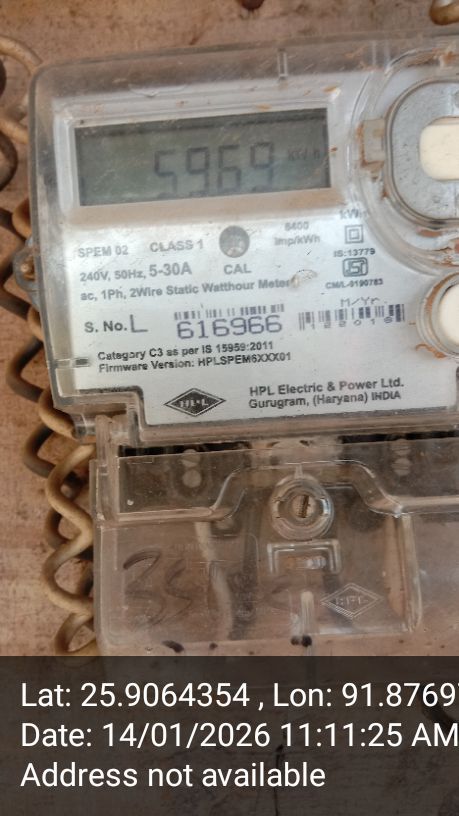 5969 kWh
SPEM 02 CLASS 1 6400 imp/kWh
240V, 50Hz, 5-30A CAL
IS:13779
CM/L-0190783
ac, 1Ph, 2Wire Static Watthour Meter
M/Yr.
S. No. L 616966 122018
Category C3 as per IS 15959:2011
Firmware Version: HPLSPEM6XXX01
HPL
HPL Electric & Power Ltd.
Gurugram, (Haryana) INDIA
HPL
Lat: 25.9064354 , Lon: 91.8769
Date: 14/01/2026 11:11:25 AM
Address not available